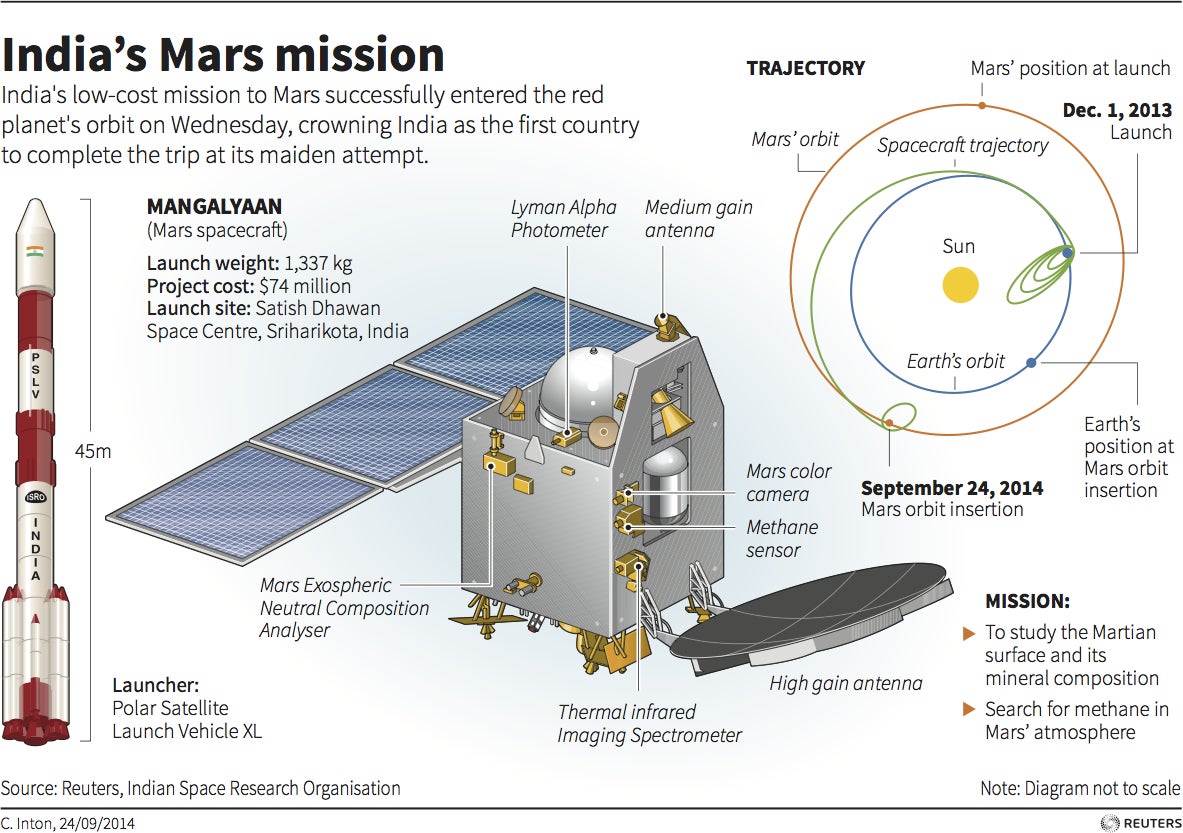 India's Mars mission
India's low-cost mission to Mars successfully entered the red
planet's orbit on Wednesday, crowning India as the first country
to complete the trip at its maiden attempt.
TRAJECTORY
Mars' position at launch
Dec. 1, 2013
Launch
Mars' orbit
Spacecraft trajectory
Sun
Earth's orbit
Earth's
position at
Mars orbit
insertion
September 24, 2014
Mars orbit insertion
MANGALYAAN
(Mars spacecraft)
Launch weight: 1,337 kg
Project cost: $74 million
Launch site: Satish Dhawan
Space Centre, Sriharikota, India
PSLV
ISRO
INDIA
45m
Launcher:
Polar Satellite
Launch Vehicle XL
Lyman Alpha
Photometer
Medium gain
antenna
Mars color
camera
Methane
sensor
Mars Exospheric
Neutral Composition
Analyser
Thermal infrared
Imaging Spectrometer
High gain antenna
MISSION:
To study the Martian
surface and its
mineral composition
Search for methane in
Mars' atmosphere
Source: Reuters, Indian Space Research Organisation
Note: Diagram not to scale
C. Inton, 24/09/2014
REUTERS